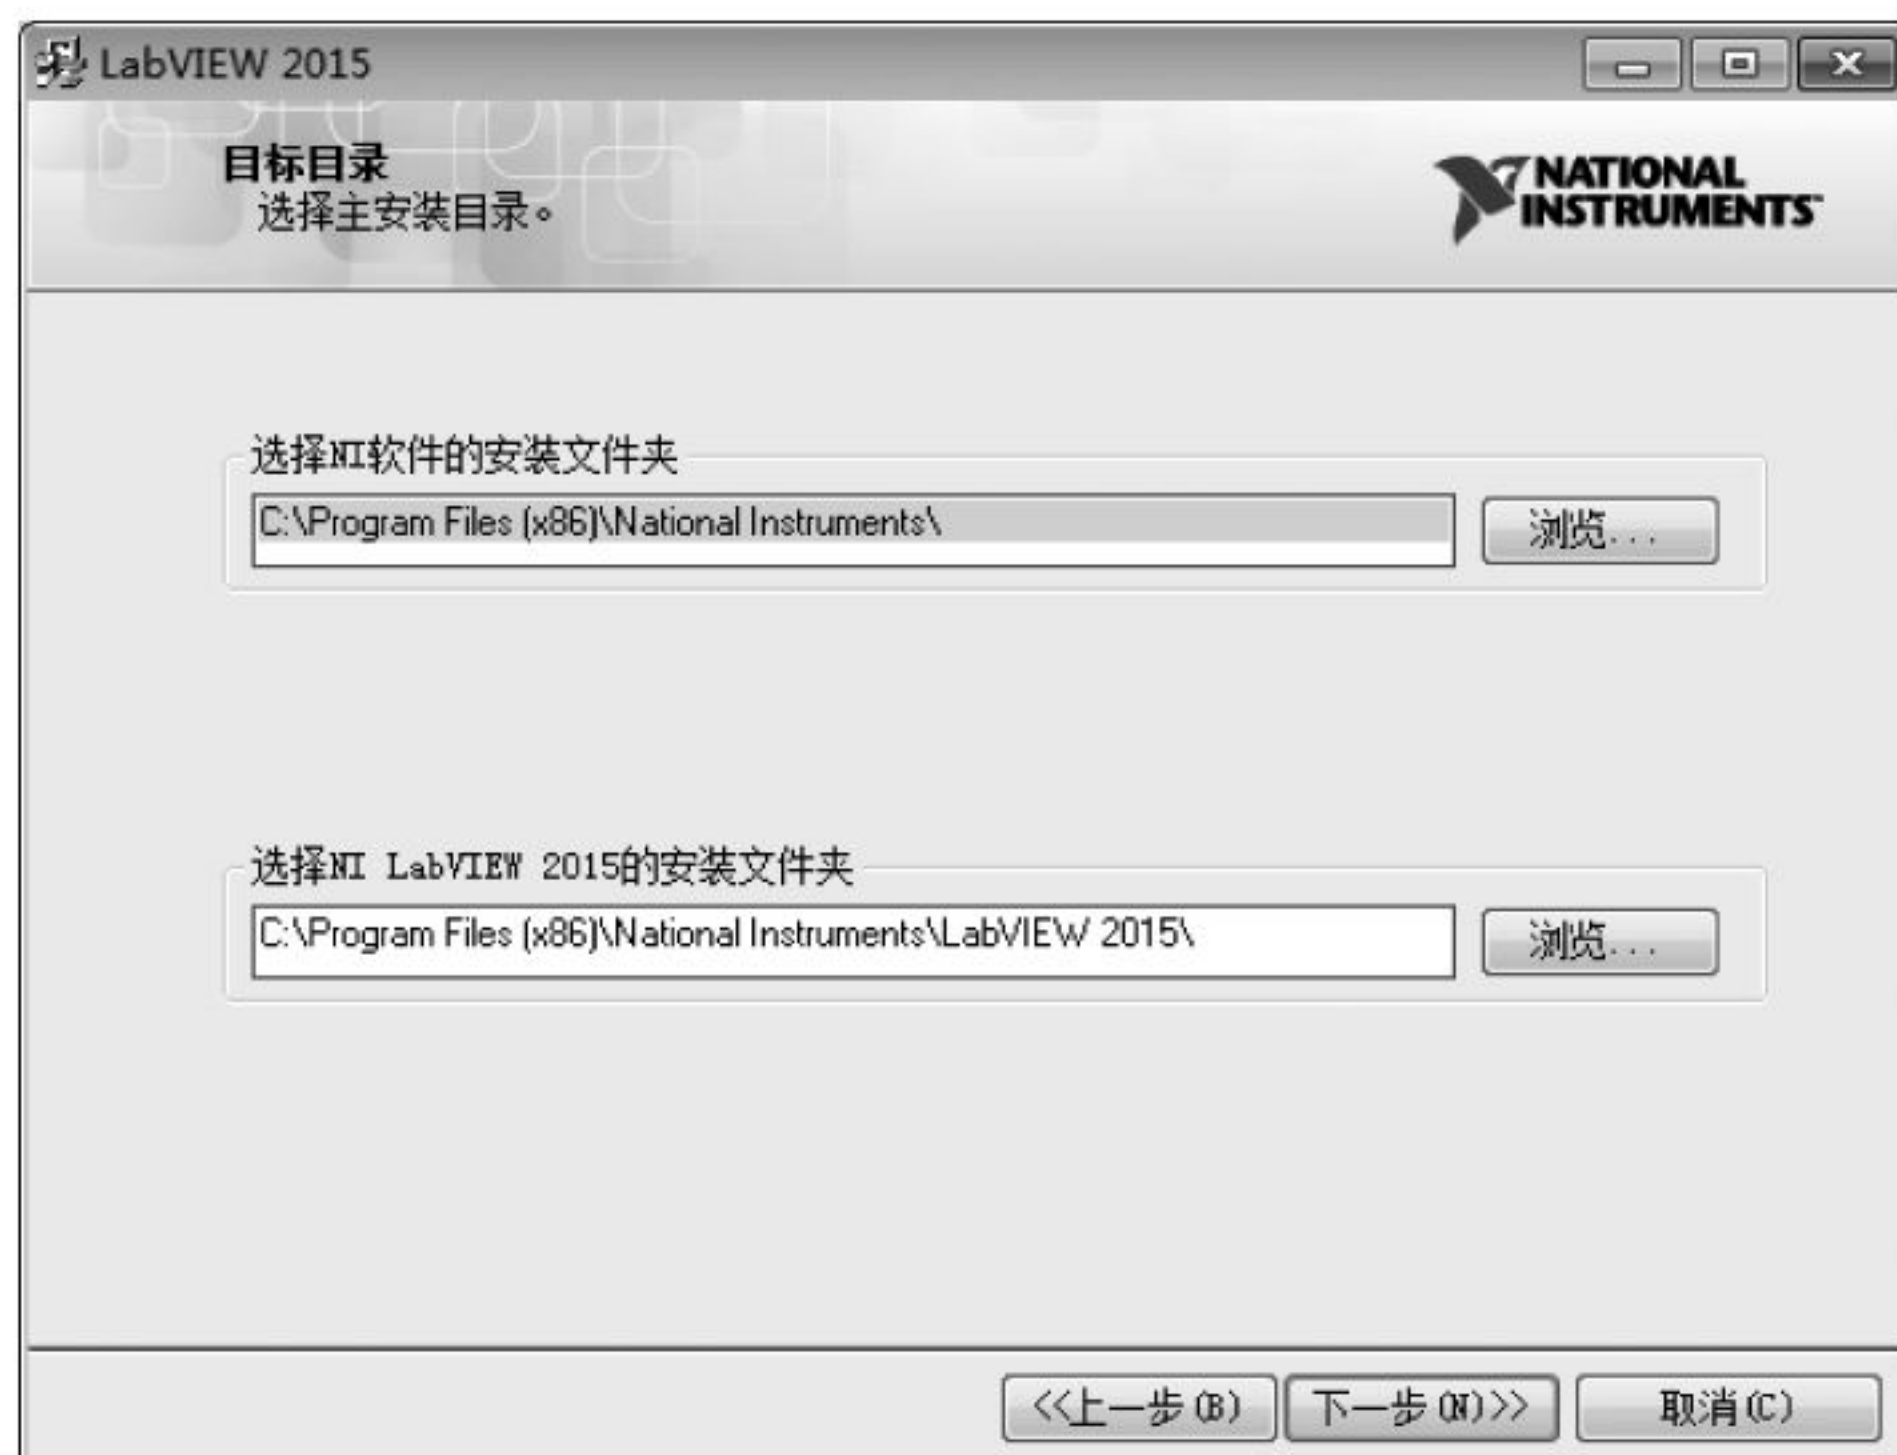 LabVIEW 2015
目标目录
选择主安装目录。
NATIONAL
INSTRUMENTS™
选择NI软件的安装文件夹
C:\Program Files (x86)\National Instruments\
浏览...
选择NI LabVIEW 2015的安装文件夹
C:\Program Files (x86)\National Instruments\LabVIEW 2015\
浏览...
<<上一步(B)
下一步(N)>>
取消(C)